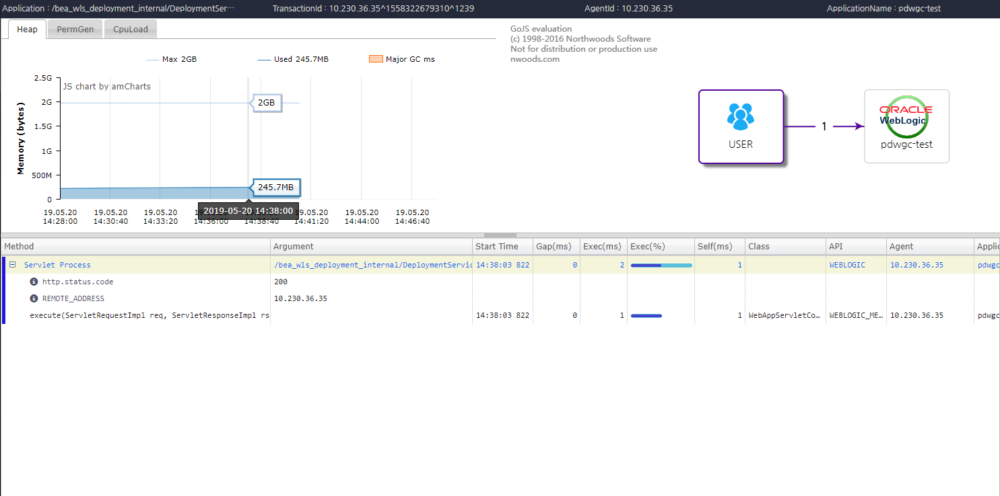 Application : /bea_wls_deployment_internal/DeploymentSer··· TransactionId : 10.230.36.35^1558322679310^1239 AgentId : 10.230.36.35 ApplicationName : pdwgc-test
Heap PermGen CpuLoad
GoJS evaluation
(c) 1998-2016 Northwoods Software
Not for distribution or production use
nwoods.com
Max 2GB Used 245.7MB Major GC ms
JS chart by amCharts
Memory (bytes)
2.5G
2G
1.5G
1G
500M
0
2GB
245.7MB
2019-05-20 14:38:00
19.05.20 19.05.20 19.05.20 19.05.20 19.05.20 19.05.20
14:28:00 14:30:40 14:33:20 14:36:00 14:38:40 14:41:20 14:44:00 14:46:40
USER
1
ORACLE
WebLogic
pdwgc-test
Method Argument Start Time Gap(ms) Exec(ms) Exec(%) Self(ms) Class API Agent Applic
Servlet Process /bea_wls_deployment_internal/DeploymentServic 14:38:03 822 0 2 1 WEBLOGIC 10.230.36.35 pdwgc
http.status.code 200
REMOTE_ADDRESS 10.230.36.35
execute(ServletRequestImpl req, ServletResponseImpl rs 14:38:03 822 0 1 1 WebAppServletCo… WEBLOGIC_ME… 10.230.36.35 pdwgc